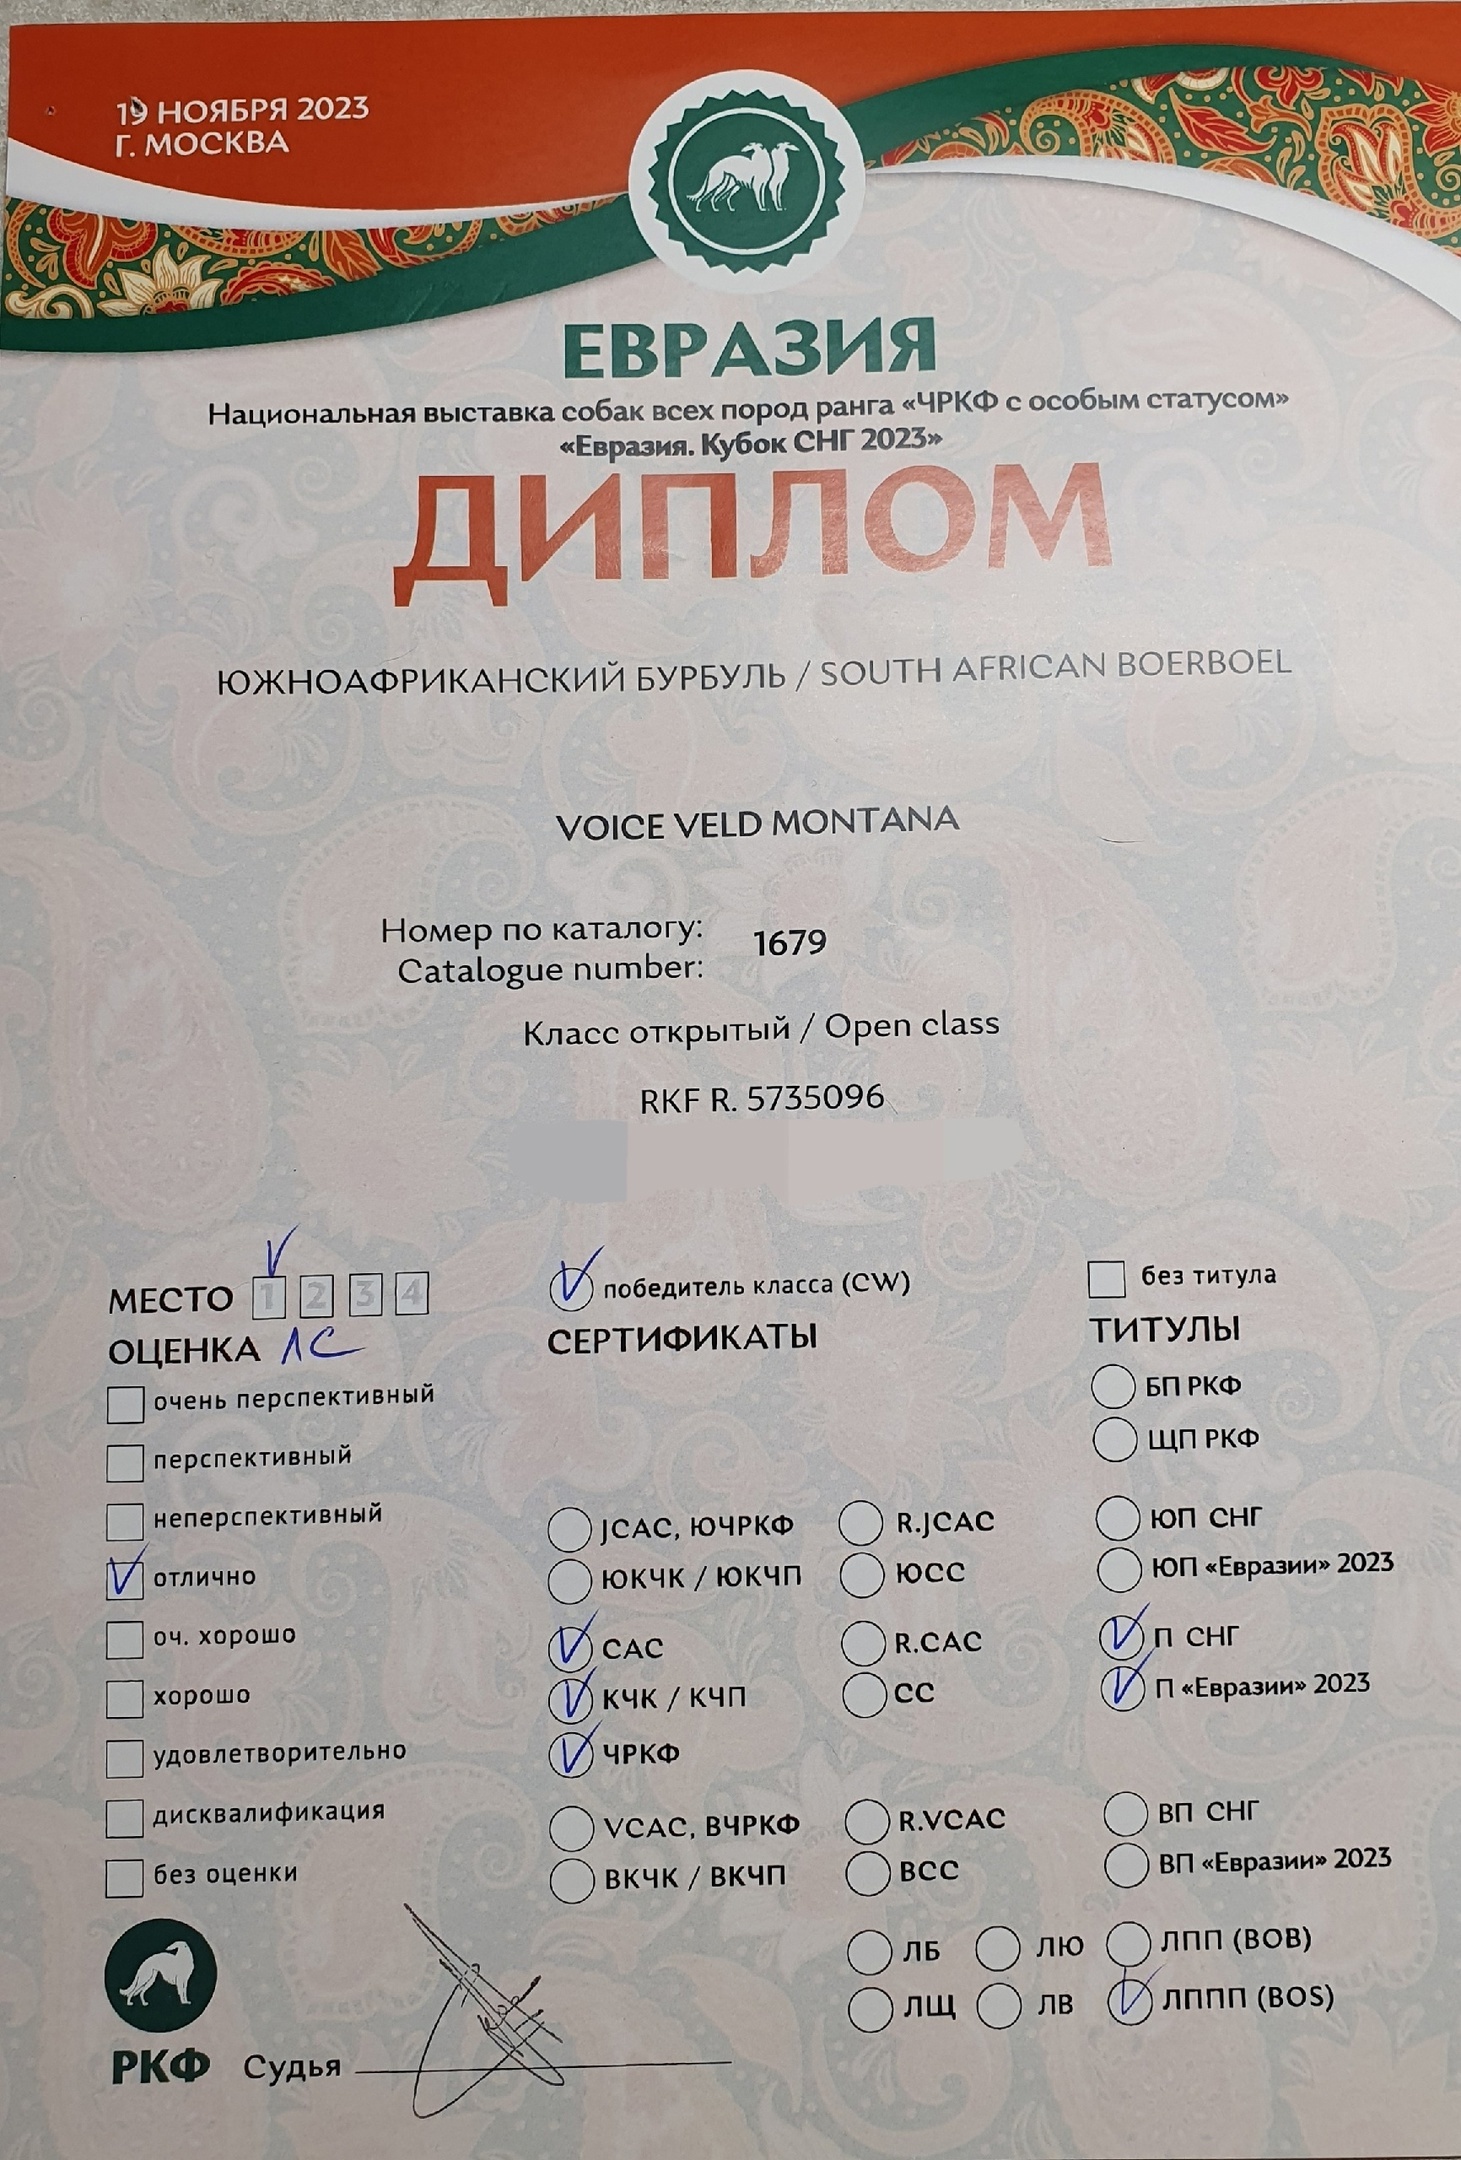 19 НОЯБРЯ 2023
Г. МОСКВА
ЕВРАЗИЯ
Национальная выставка собак всех пород ранга «ЧРКФ с особым статусом»
«Евразия. Кубок СНГ 2023»
ДИПЛОМ
ЮЖНОАФРИКАНСКИЙ БУРБУЛЬ / SOUTH AFRICAN BOERBOEL
VOICE VELD MONTANA
Номер по каталогу:
Catalogue number:
1679
Класс открытый / Open class
RKF R. 5735096
МЕСТО 1 2 3 4
ОЦЕНКА ЛС
очень перспективный
перспективный
неперспективный
отлично
оч. хорошо
хорошо
удовлетворительно
дисквалификация
без оценки
победитель класса (CW)
СЕРТИФИКАТЫ
JCAC, ЮЧРКФ
R.JCAC
ЮКЧК / ЮКЧП
ЮСС
CAC
R.CAC
КЧК / КЧП
СС
ЧРКФ
VCAC, ВЧРКФ
R.VCAC
ВКЧК / ВКЧП
ВСС
без титула
ТИТУЛЫ
БП РКФ
ЩП РКФ
ЮП СНГ
ЮП «Евразии» 2023
П СНГ
П «Евразии» 2023
ВП СНГ
ВП «Евразии» 2023
ЛБ ЛЮ ЛПП (BOB)
ЛЩ ЛВ ЛППП (BOS)
РКФ
Судья